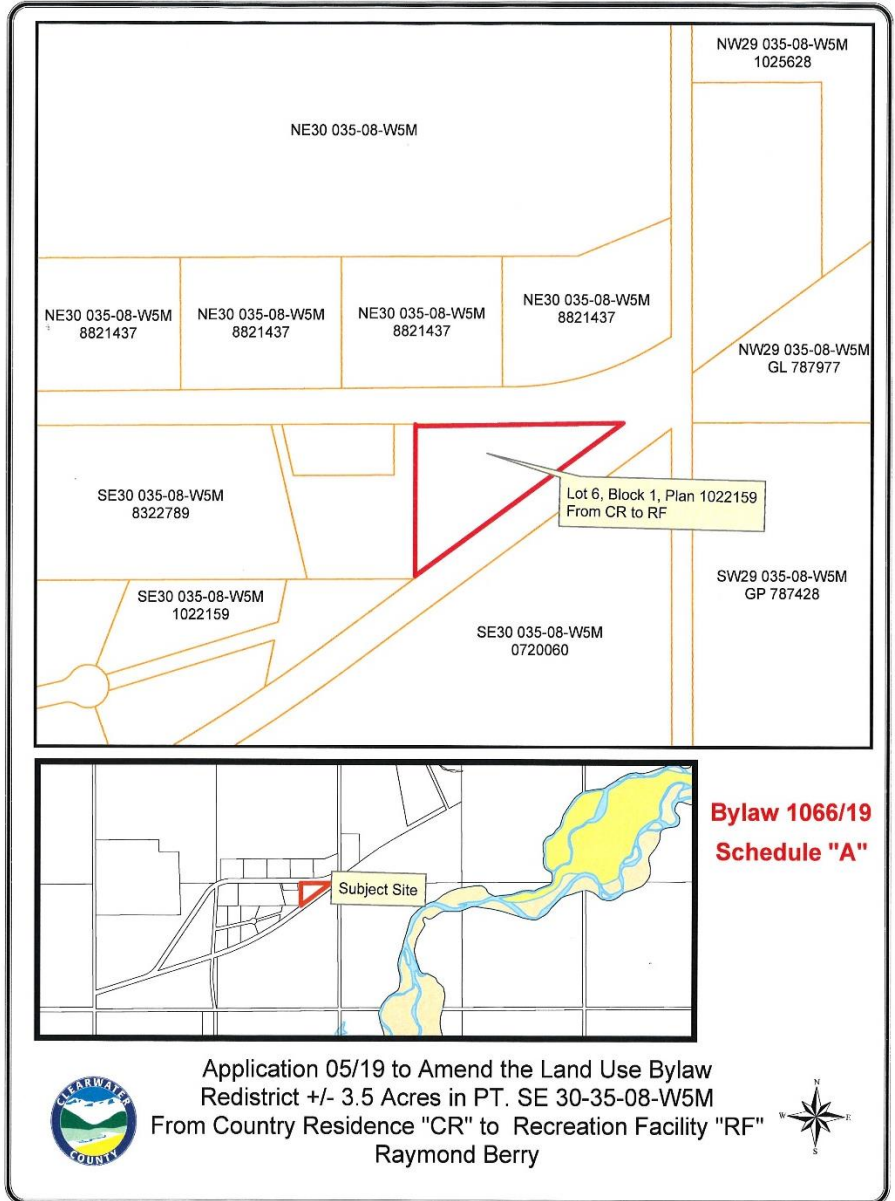 NW29 035-08-W5M
1025628
NE30 035-08-W5M
NE30 035-08-W5M
8821437
NE30 035-08-W5M
8821437
NE30 035-08-W5M
8821437
NE30 035-08-W5M
8821437
NW29 035-08-W5M
GL 787977
SE30 035-08-W5M
8322789
Lot 6, Block 1, Plan 1022159
From CR to RF
SW29 035-08-W5M
GP 787428
SE30 035-08-W5M
1022159
SE30 035-08-W5M
0720060
Subject Site
Bylaw 1066/19
Schedule "A"
Application 05/19 to Amend the Land Use Bylaw
Redistrict +/- 3.5 Acres in PT. SE 30-35-08-W5M
From Country Residence "CR" to Recreation Facility "RF"
Raymond Berry
CLEARWATER
COUNTY
N
W
E
S